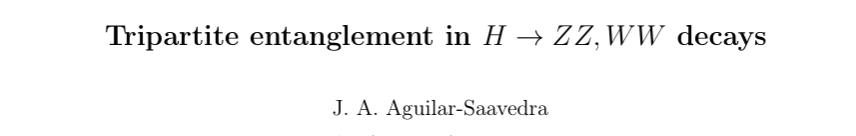 Tripartite entanglement in H → ZZ, WW decays
J. A. Aguilar-Saavedra